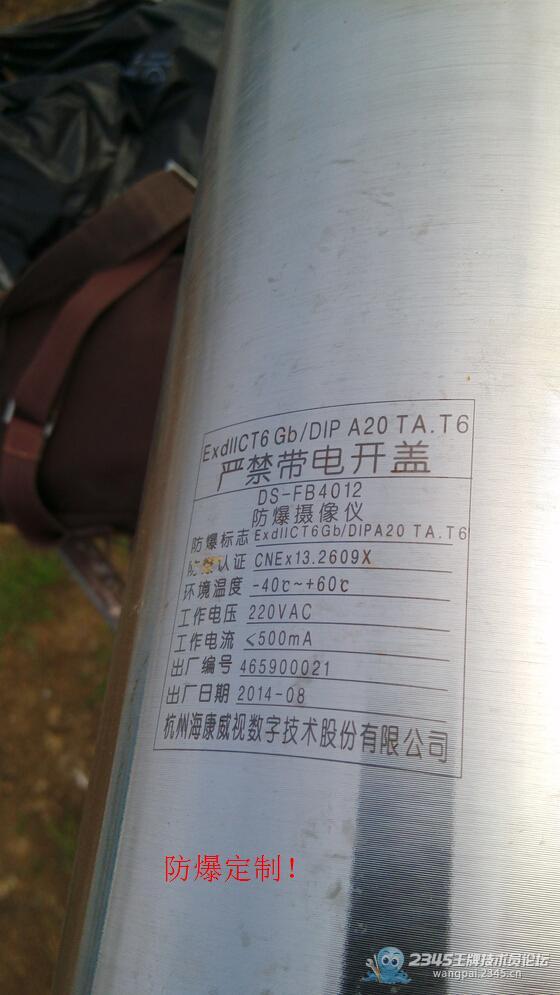 ExdIICT6 Gb/DIP A20 TA.T6
严禁带电开盖
DS-FB4012
防爆摄像仪
防爆标志 ExdIICT6Gb/DIPA20 TA.T6
防爆认证 CNEx13.2609X
环境温度 -40c~+60c
工作电压 220VAC
工作电流 <500mA
出厂编号 465900021
出厂日期 2014-08
杭州海康威视数字技术股份有限公司
防爆定制!
2345王牌技术员论坛
wangpai.2345.cn